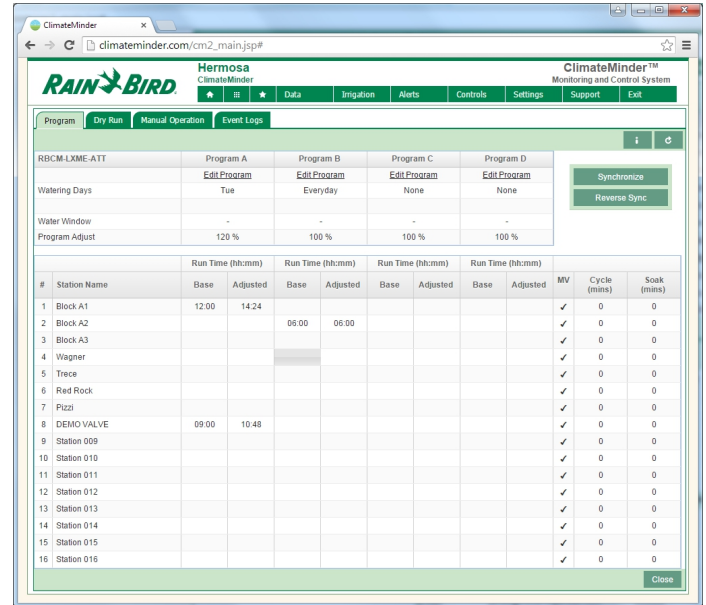 ClimateMinder
climateminder.com/cm2_main.jsp#
RAIN BIRD.
Hermosa
ClimateMinder
ClimateMinder™
Monitoring and Control System
Data Irrigation Alerts Controls Settings Support Exit
Program Dry Run Manual Operation Event Logs
RBCM-LXME-ATT Program A Program B Program C Program D
Edit Program Edit Program Edit Program Edit Program
Synchronize
Watering Days Tue Everyday None None
Reverse Sync
Water Window - - - -
Program Adjust 120 % 100 % 100 % 100 %
Run Time (hh:mm) Run Time (hh:mm) Run Time (hh:mm) Run Time (hh:mm)
# Station Name Base Adjusted Base Adjusted Base Adjusted Base Adjusted MV Cycle (mins) Soak (mins)
1 Block A1 12:00 14:24 ✓ 0 0
2 Block A2 06:00 06:00 ✓ 0 0
3 Block A3 ✓ 0 0
4 Wagner ✓ 0 0
5 Trece ✓ 0 0
6 Red Rock ✓ 0 0
7 Pizzi ✓ 0 0
8 DEMO VALVE 09:00 10:48 ✓ 0 0
9 Station 009 ✓ 0 0
10 Station 010 ✓ 0 0
11 Station 011 ✓ 0 0
12 Station 012 ✓ 0 0
13 Station 013 ✓ 0 0
14 Station 014 ✓ 0 0
15 Station 015 ✓ 0 0
16 Station 016 ✓ 0 0
Close